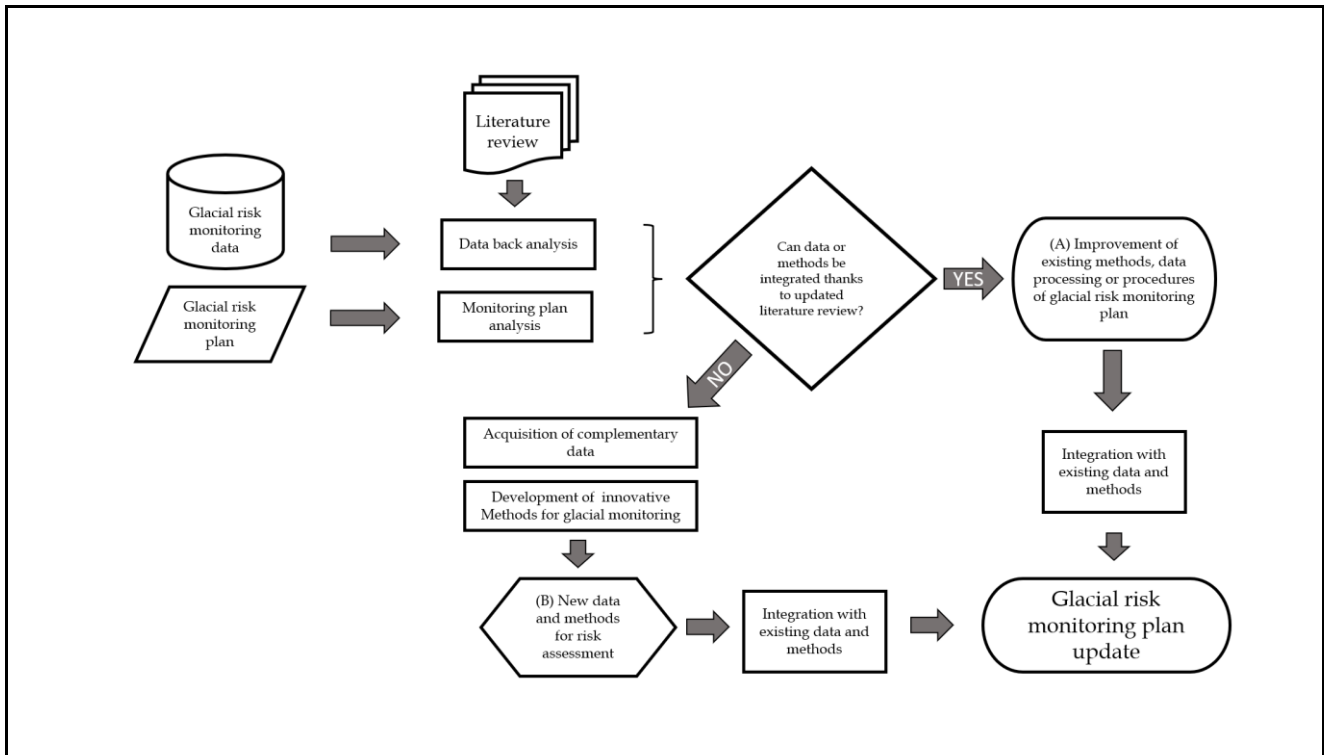 Literature
review
Glacial risk
monitoring
data
Data back analysis
Glacial risk
monitoring
plan
Monitoring plan
analysis
Can data or
methods be
integrated thanks
to updated
literature review?
YES
(A) Improvement of
existing methods, data
processing or procedures
of glacial risk monitoring
plan
NO
Acquisition of complementary
data
Development of innovative
Methods for glacial monitoring
Integration with
existing data and
methods
(B) New data
and methods
for risk
assessment
Integration with
existing data and
methods
Glacial risk
monitoring plan
update